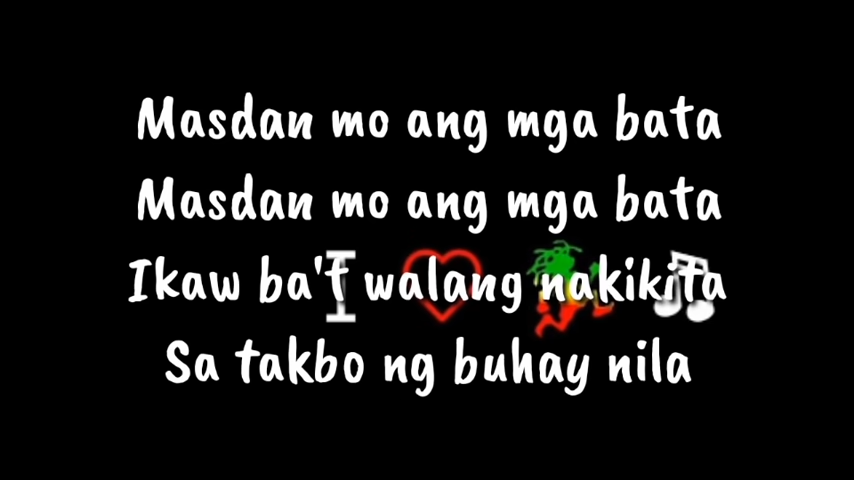 Masdan mo ang mga bata
Masdan mo ang mga bata
Ikaw ba't walang nakikita
Sa takbo ng buhay nila
I